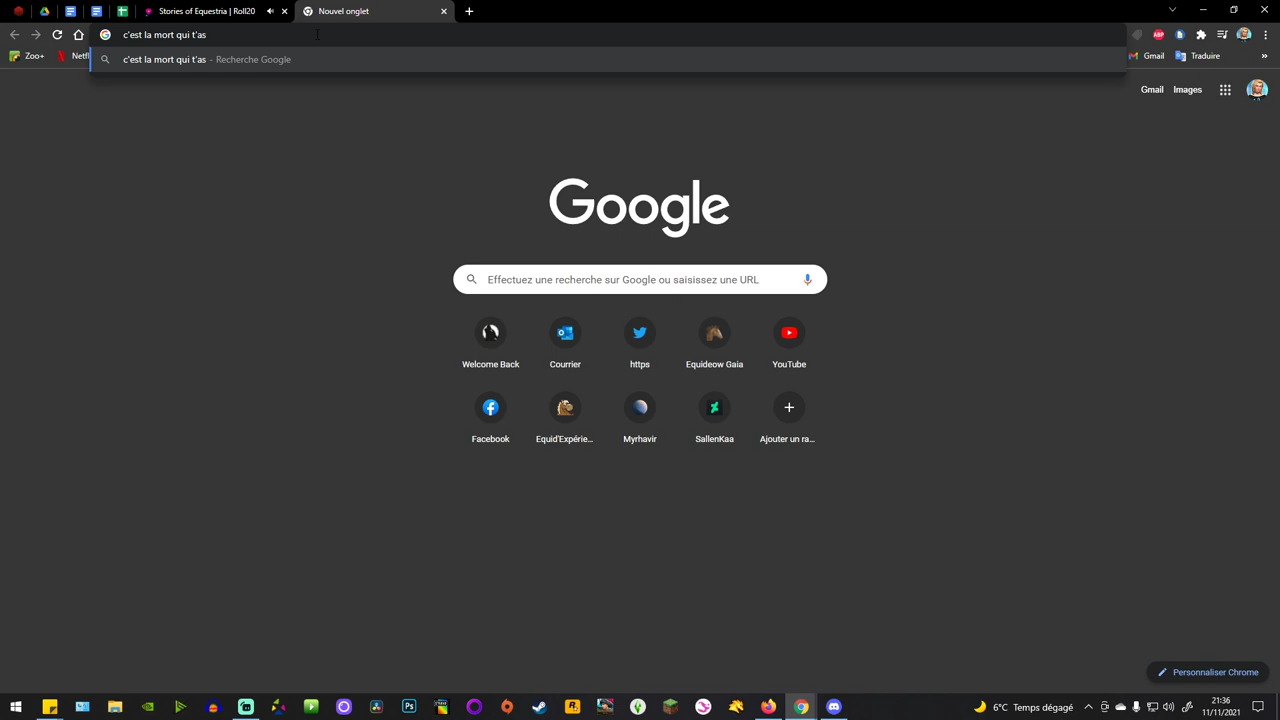 Stories of Equestria | Roll20
Nouvel onglet
c'est la mort qui t'as
c'est la mort qui t'as - Recherche Google
Zoo+
Netfl
Gmail
Traduire
»
Gmail
Images
Google
Effectuez une recherche sur Google ou saisissez une URL
Welcome Back
Courrier
https
Equideow Gaia
YouTube
Facebook
Equid'Expérie...
Myrhavir
SallenKaa
Ajouter un ra...
Personnaliser Chrome
6°C Temps dégagé
21:36
11/11/2021